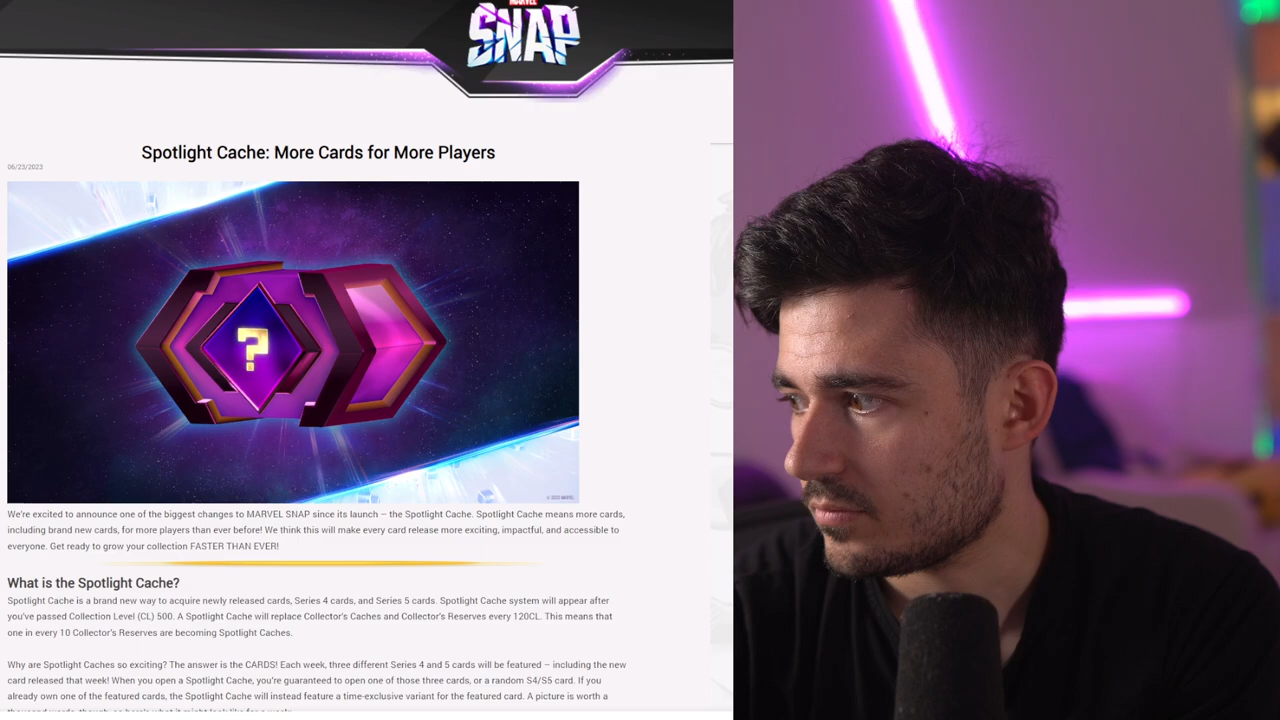 MARVEL
SNAP
Spotlight Cache: More Cards for More Players
06/23/2023
?
© 2023 MARVEL
We're excited to announce one of the biggest changes to MARVEL SNAP since its launch – the Spotlight Cache. Spotlight Cache means more cards,
including brand new cards, for more players than ever before! We think this will make every card release more exciting, impactful, and accessible to
everyone. Get ready to grow your collection FASTER THAN EVER!
What is the Spotlight Cache?
Spotlight Cache is a brand new way to acquire newly released cards, Series 4 cards, and Series 5 cards. Spotlight Cache system will appear after
you've passed Collection Level (CL) 500. A Spotlight Cache will replace Collector's Caches and Collector's Reserves every 120CL. This means that
one in every 10 Collector's Reserves are becoming Spotlight Caches.
Why are Spotlight Caches so exciting? The answer is the CARDS! Each week, three different Series 4 and 5 cards will be featured – including the new
card released that week! When you open a Spotlight Cache, you're guaranteed to open one of those three cards, or a random S4/S5 card. If you
already own one of the featured cards, the Spotlight Cache will instead feature a time-exclusive variant for the featured card. A picture is worth a